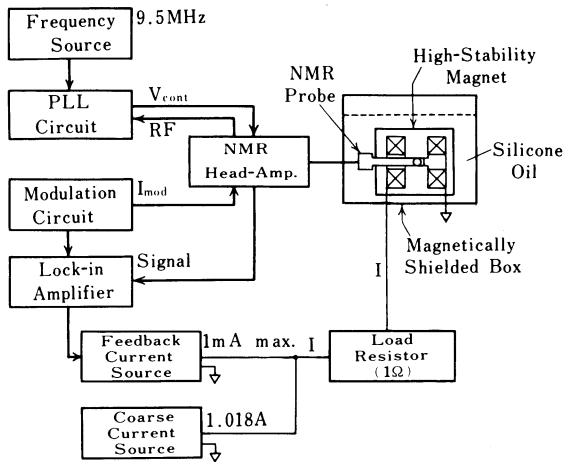 Frequency
Source
9.5MHz
PLL
Circuit
Vcont
RF
NMR
Head-Amp.
NMR
Probe
High-Stability
Magnet
Silicone
Oil
Modulation
Circuit
Imod
Magnetically
Shielded Box
Lock-in
Amplifier
Signal
I
Feedback
Current
Source
1mA max.
I
Load
Resistor
(1Ω)
Coarse
Current
Source
1.018A